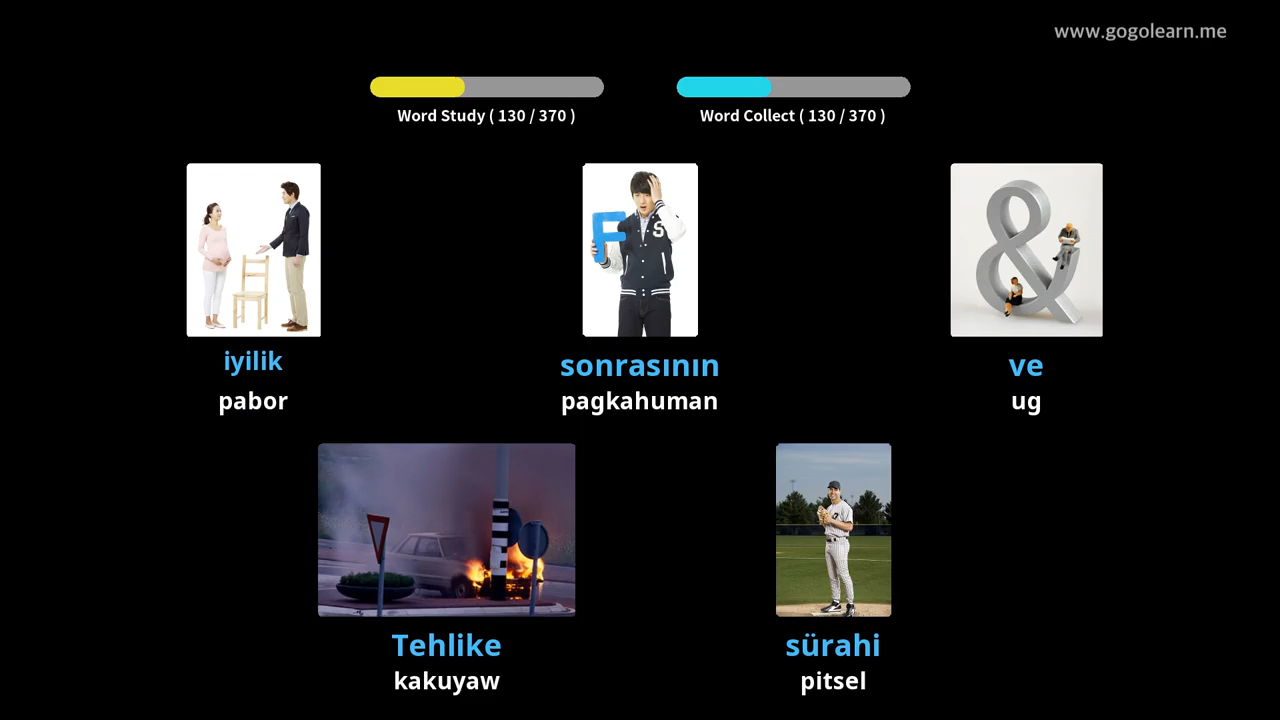 www.gogolearn.me
Word Study ( 130 / 370 )
Word Collect ( 130 / 370 )
F
S
&
iyilik
pabor
sonrasının
pagkahuman
ve
ug
Tehlike
kakuyaw
sürahi
pitsel